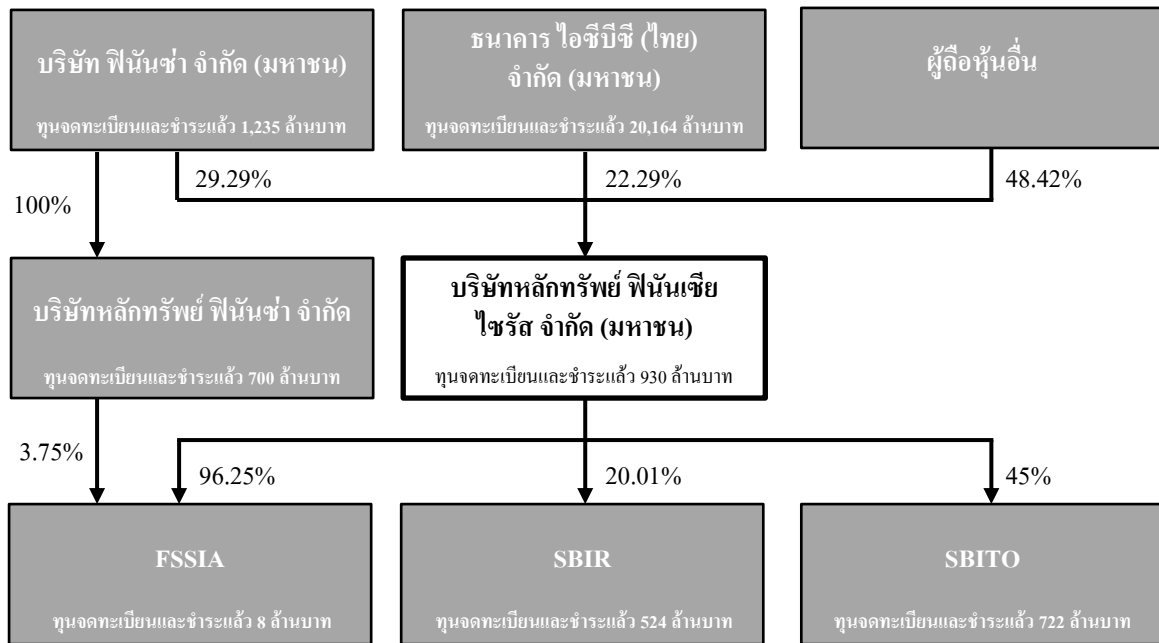 บริษัท ฟินันซ่า จำกัด (มหาชน)
ทุนจดทะเบียนและชำระแล้ว 1,235 ล้านบาท
ธนาคาร ไอซีบีซี (ไทย)
จำกัด (มหาชน)
ทุนจดทะเบียนและชำระแล้ว 20,164 ล้านบาท
ผู้ถือหุ้นอื่น
29.29%
22.29%
48.42%
100%
บริษัทหลักทรัพย์ ฟินันซ่า จำกัด
ทุนจดทะเบียนและชำระแล้ว 700 ล้านบาท
บริษัทหลักทรัพย์ ฟินันเซีย
ไซรัส จำกัด (มหาชน)
ทุนจดทะเบียนและชำระแล้ว 930 ล้านบาท
3.75%
96.25%
20.01%
45%
FSSIA
ทุนจดทะเบียนและชำระแล้ว 8 ล้านบาท
SBIR
ทุนจดทะเบียนและชำระแล้ว 524 ล้านบาท
SBITO
ทุนจดทะเบียนและชำระแล้ว 722 ล้านบาท